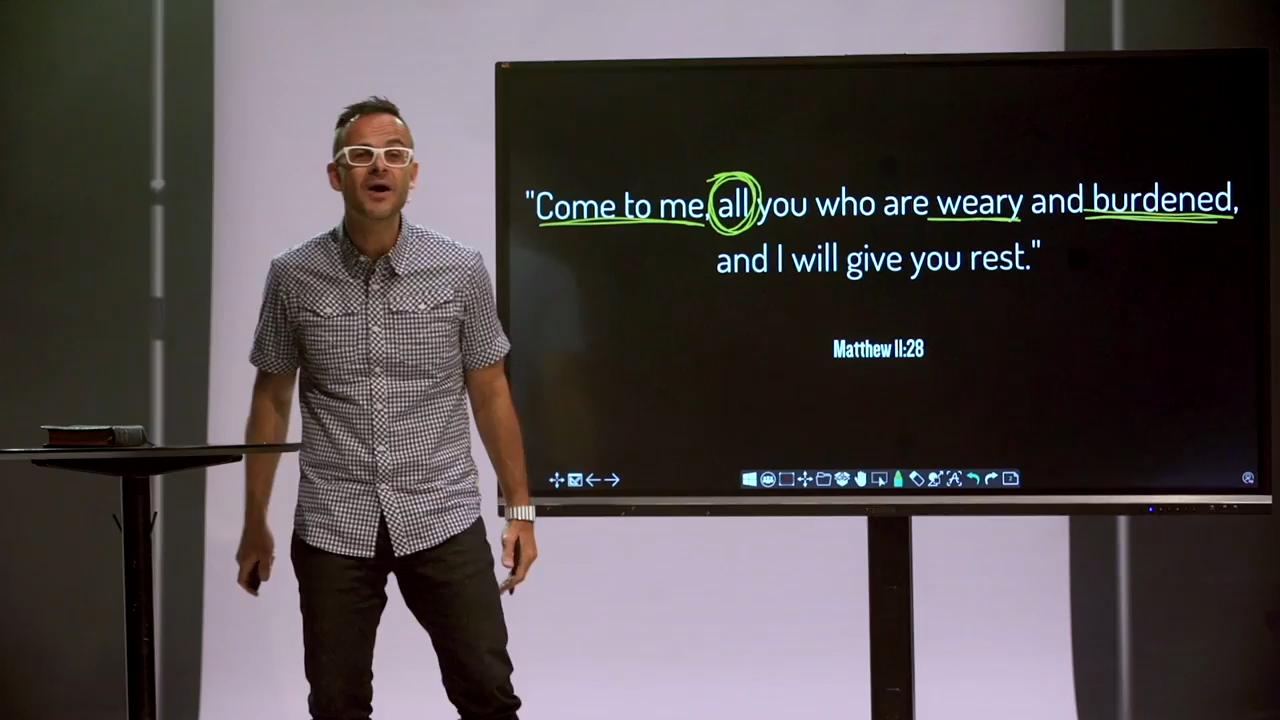 "Come to me, all you who are weary and burdened,
and I will give you rest."
Matthew 11:28